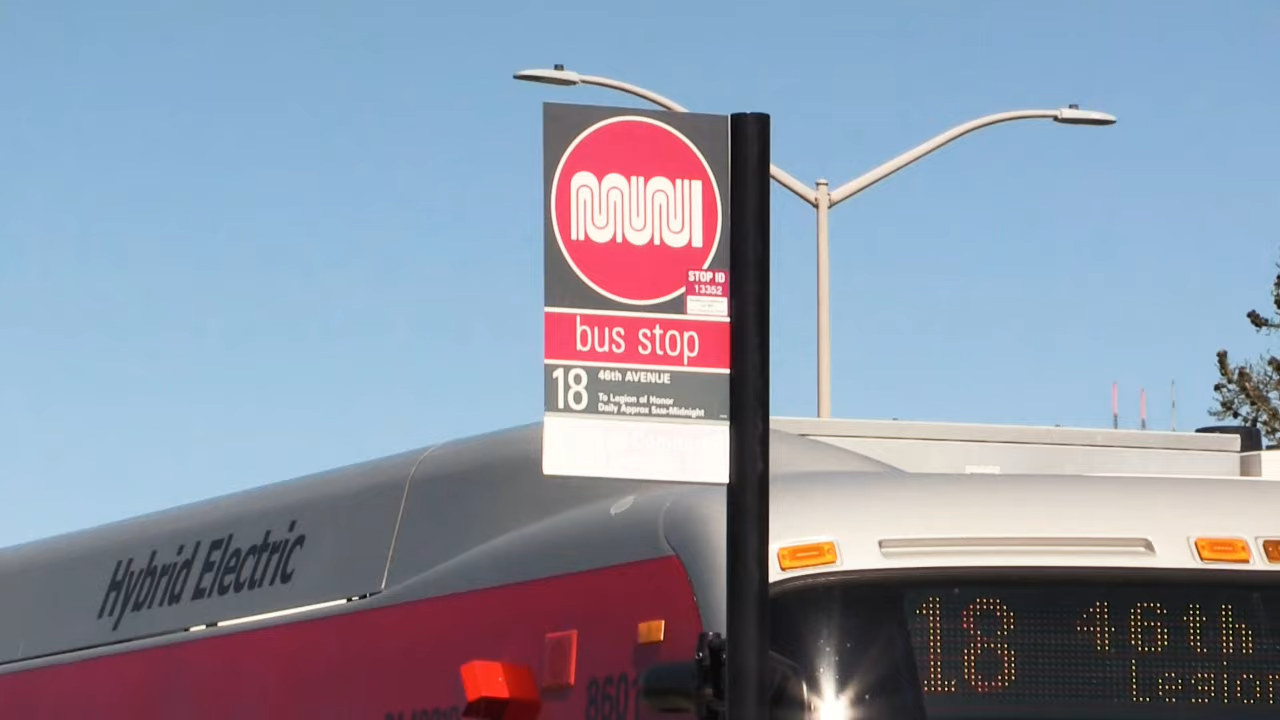 MUNI
STOP ID
13352
bus stop
18
46th AVENUE
To Legion of Honor
Daily Approx 5AM-Midnight
Hybrid Electric
8601
18 46th
Legion